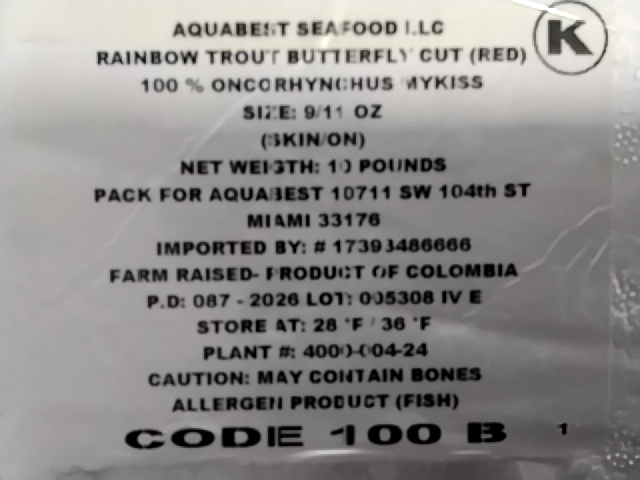 AQUABEST SEAFOOD LLC
K
RAINBOW TROUT BUTTERFLY CUT (RED)
100 % ONCORHYNCHUS MYKISS
SIZE: 9/11 OZ
(SKIN/ON)
NET WEIGTH: 10 POUNDS
PACK FOR AQUABEST 10711 SW 104th ST
MIAMI 33176
IMPORTED BY: #
FARM RAISED- PRODUCT OF COLOMBIA
P.D: 087 - 2026 LOT: 005308 IV E
STORE AT: 28 °F / 36 °F
PLANT #: 4000-004-24
CAUTION: MAY CONTAIN BONES
ALLERGEN PRODUCT (FISH)
CODE 100 B 1